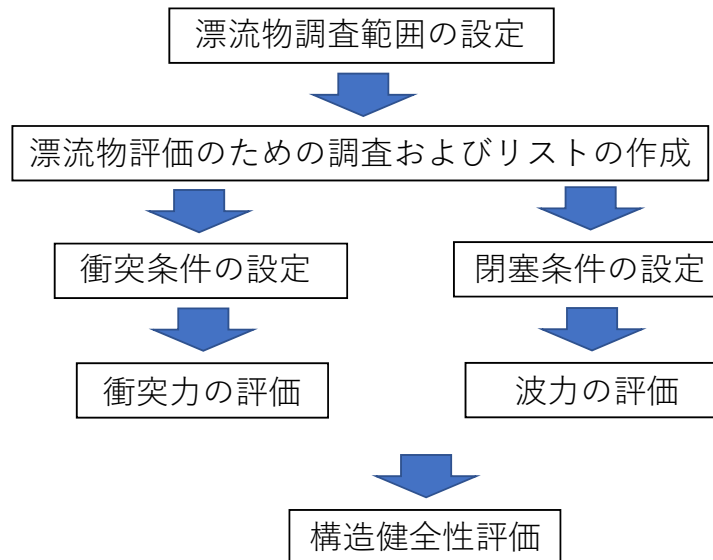 漂流物調査範囲の設定
漂流物評価のための調査およびリストの作成
衝突条件の設定
閉塞条件の設定
衝突力の評価
波力の評価
構造健全性評価